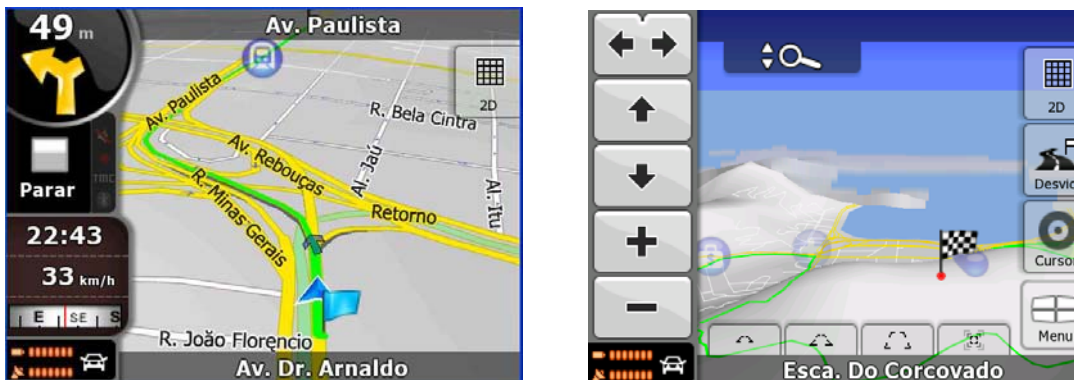 49 m
Av. Paulista
2D
Av. Paulista
R. Bela Cintra
Av. Rebouças
Al. Jaú
Al. Itu
R. Minas Gerais
Retorno
TMC
Parar
22:43
33 km/h
E SE S
R. João Florencio
Av. Dr. Arnaldo
2D
Desvio
Cursor
Menu
Esca. Do Corcovado